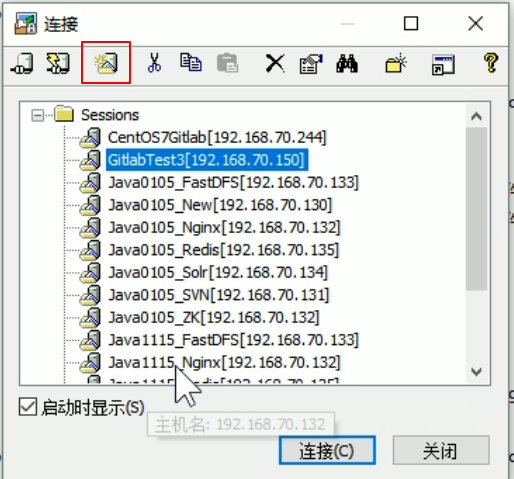 连接
Sessions
CentOS7Gitlab[192.168.70.244]
GitlabTest3[192.168.70.150]
Java0105_FastDFS[192.168.70.133]
Java0105_New[192.168.70.130]
Java0105_Nginx[192.168.70.132]
Java0105_Redis[192.168.70.135]
Java0105_Solr[192.168.70.134]
Java0105_SVN[192.168.70.131]
Java0105_ZK[192.168.70.132]
Java1115_FastDFS[192.168.70.133]
Java1115_Nginx[192.168.70.132]
启动时显示(S)
主机名: 192.168.70.132
连接(C)
关闭